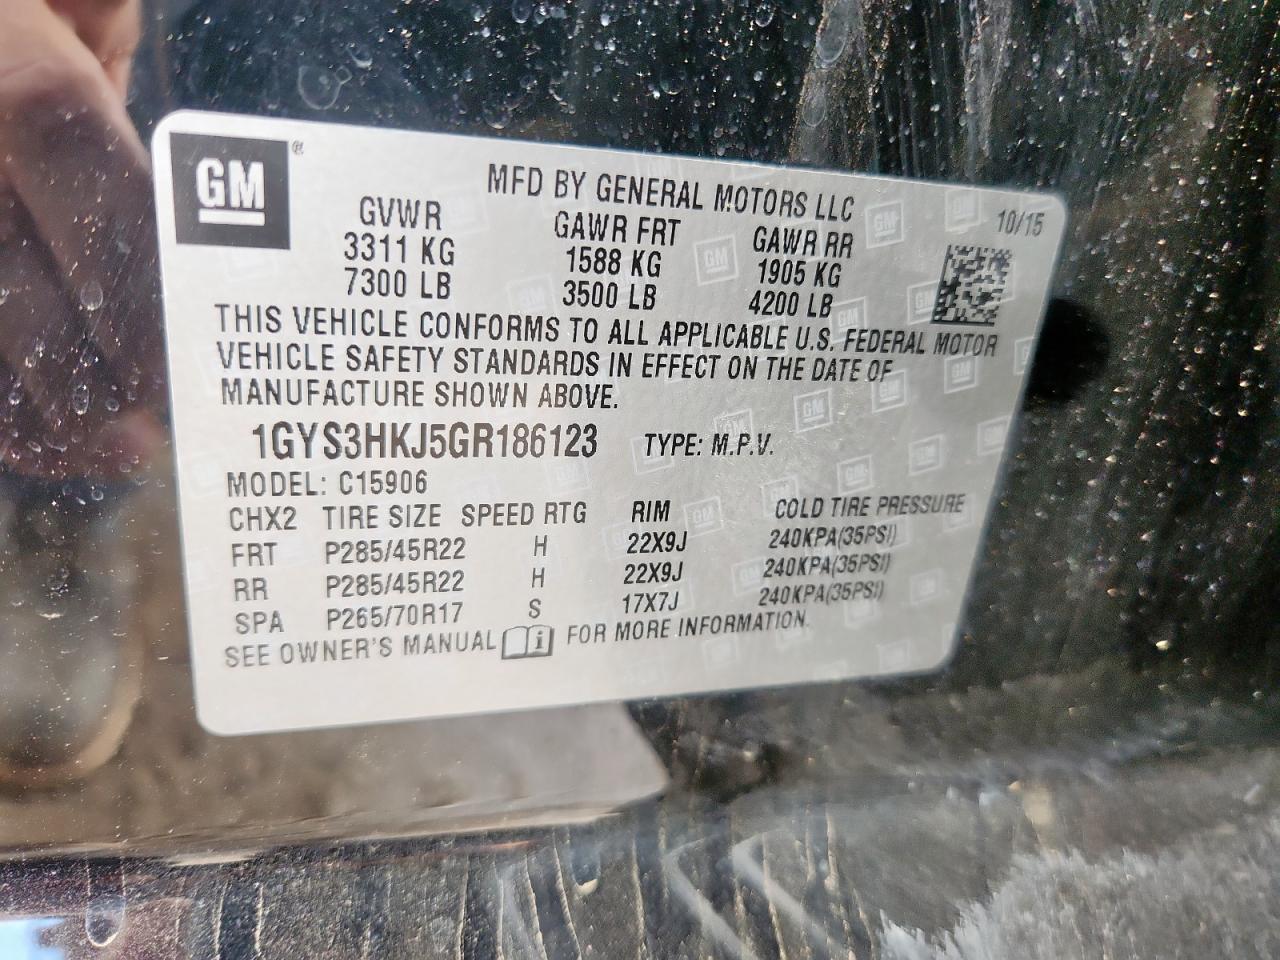 GM ®
MFD BY GENERAL MOTORS LLC
10/15
GVWR GAWR FRT GAWR RR
3311 KG 1588 KG 1905 KG
7300 LB 3500 LB 4200 LB
THIS VEHICLE CONFORMS TO ALL APPLICABLE U.S. FEDERAL MOTOR
VEHICLE SAFETY STANDARDS IN EFFECT ON THE DATE OF
MANUFACTURE SHOWN ABOVE.
1GYS3HKJ5GR186123 TYPE: M.P.V.
MODEL: C15906
CHX2 TIRE SIZE SPEED RTG RIM COLD TIRE PRESSURE
FRT P285/45R22 H 22X9J 240KPA(35PSI)
RR P285/45R22 H 22X9J 240KPA(35PSI)
SPA P265/70R17 S 17X7J 240KPA(35PSI)
SEE OWNER'S MANUAL i FOR MORE INFORMATION.